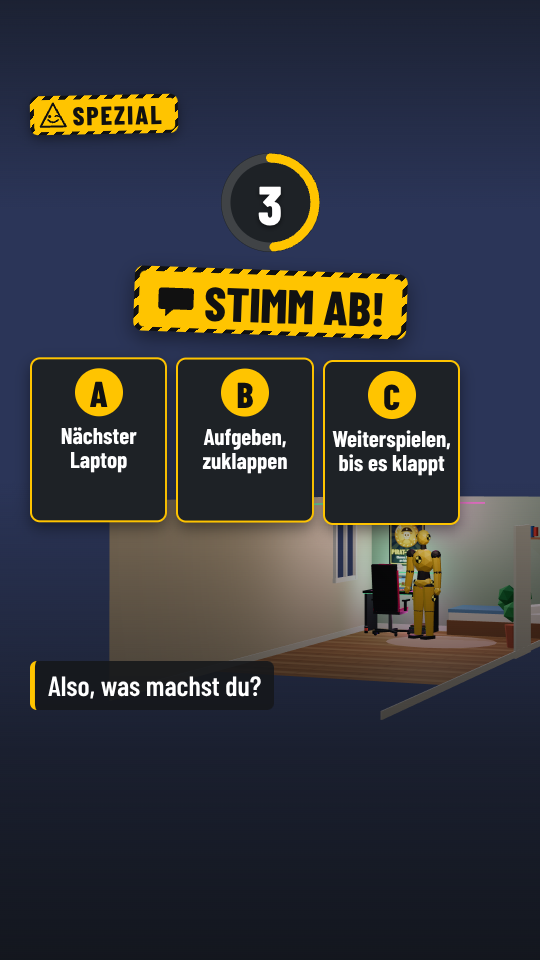 SPEZIAL
3
STIMM AB!
A
Nächster
Laptop
B
Aufgeben,
zuklappen
C
Weiterspielen,
bis es klappt
Also, was machst du?